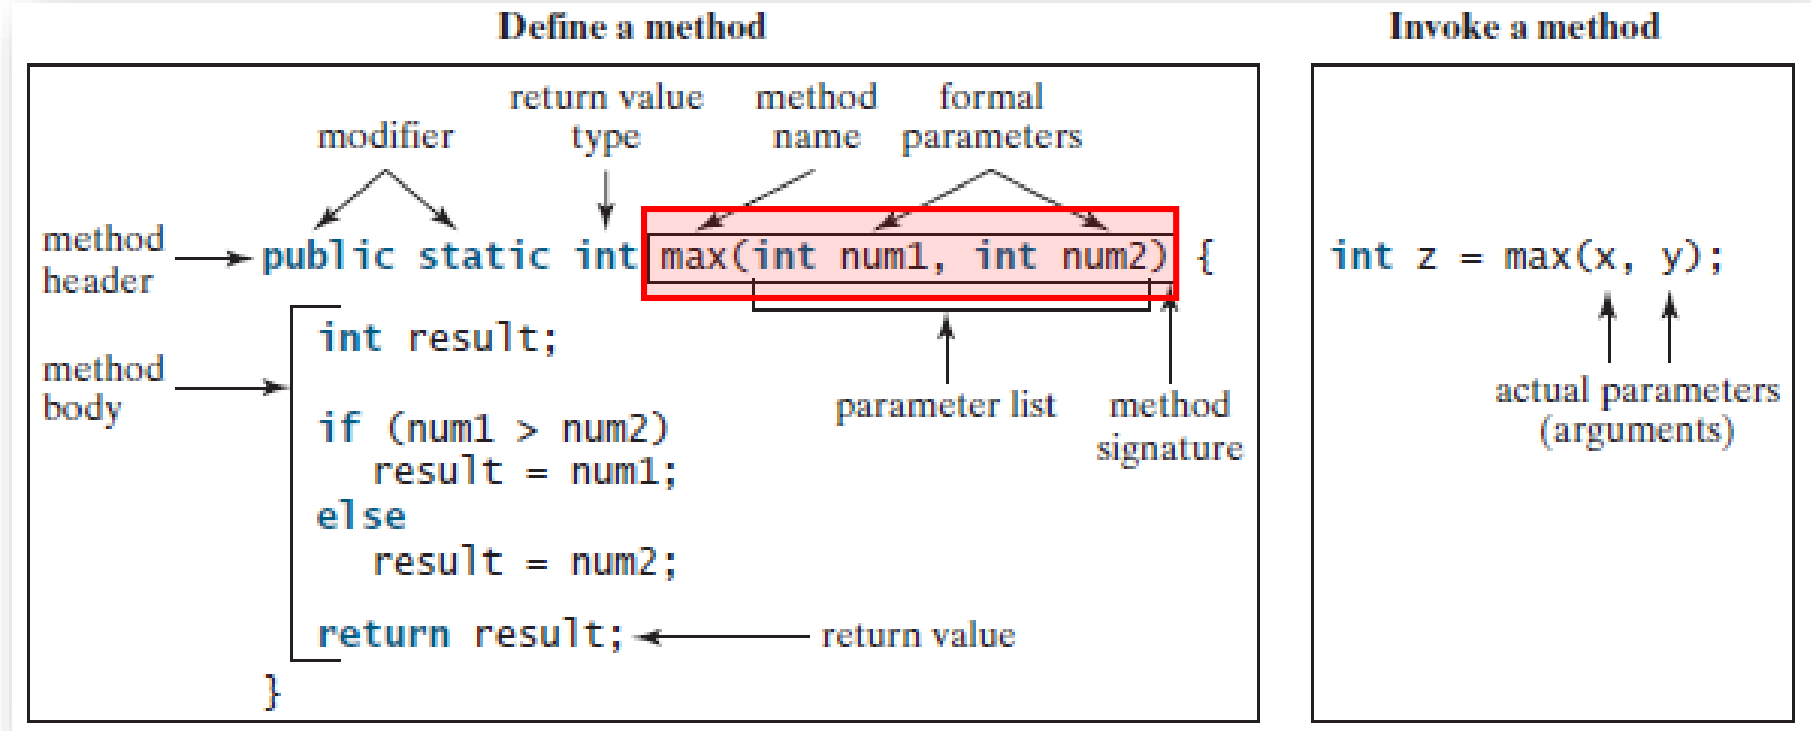 Define a method
Invoke a method
return value
type
method
name
formal
parameters
modifier
method
header
public static int max(int num1, int num2) {
int z = max(x, y);
method
body
int result;
parameter list
method
signature
actual parameters
(arguments)
if (num1 > num2)
result = num1;
else
result = num2;
return result;
return value
}